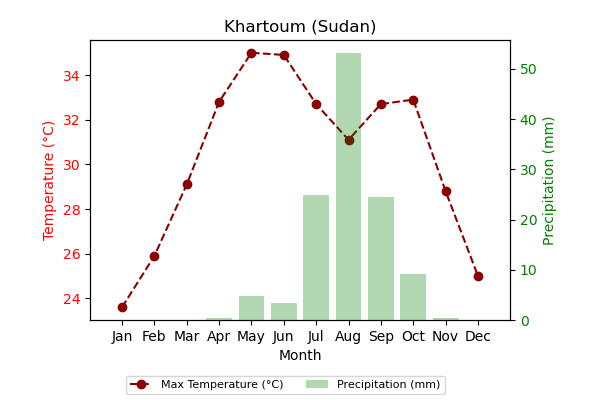 Khartoum (Sudan)
Temperature (°C)
34
32
30
28
26
24
50
40
30
20
10
0
Precipitation (mm)
Jan Feb Mar Apr May Jun Jul Aug Sep Oct Nov Dec
Month
Max Temperature (°C) Precipitation (mm)